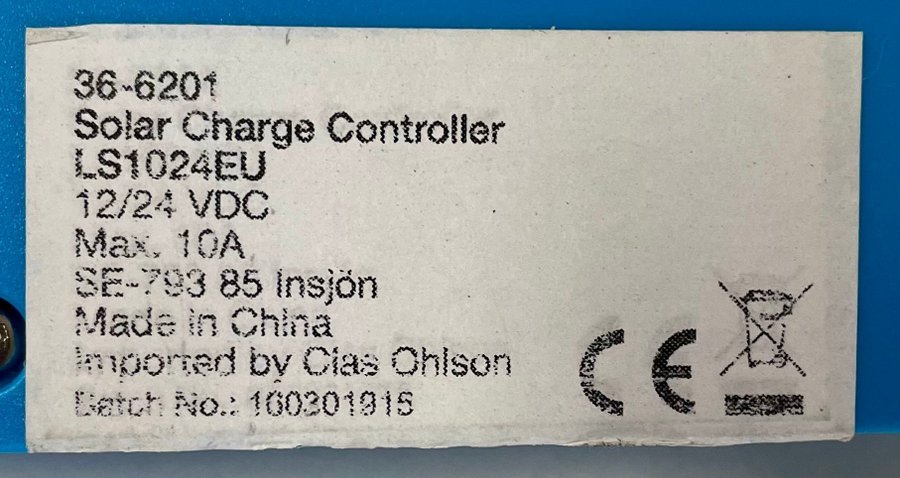 36-6201
Solar Charge Controller
LS1024EU
12/24 VDC
Max. 10A
SE-793 85 Insjön
Made in China
Imported by Clas Ohlson
Batch No.: 160301915
CE